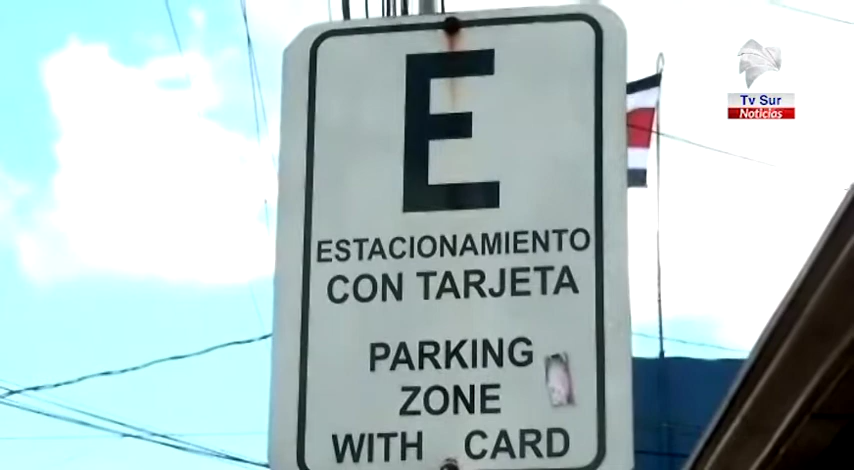 E
ESTACIONAMIENTO
CON TARJETA
PARKING
ZONE
WITH CARD
Tv Sur
Noticias